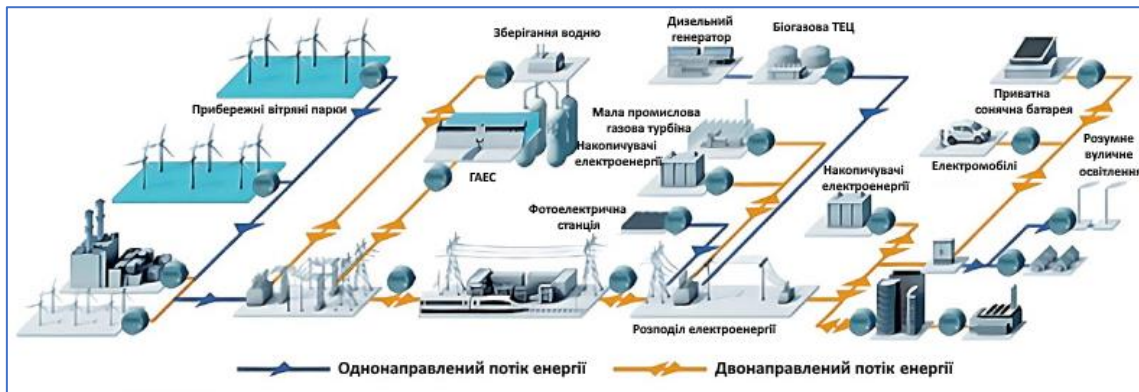 Прибережні вітряні парки
Зберігання водню
ГАЕС
Дизельний
генератор
Біогазова ТЕЦ
Мала промислова
газова турбіна
Накопичувачі
електроенергії
Фотоелектрична
станція
Розподіл електроенергії
Накопичувачі
електроенергії
Приватна
сонячна батарея
Електромобілі
Розумне
вуличне
освітлення
Однонаправлений потік енергії
Двонаправлений потік енергії